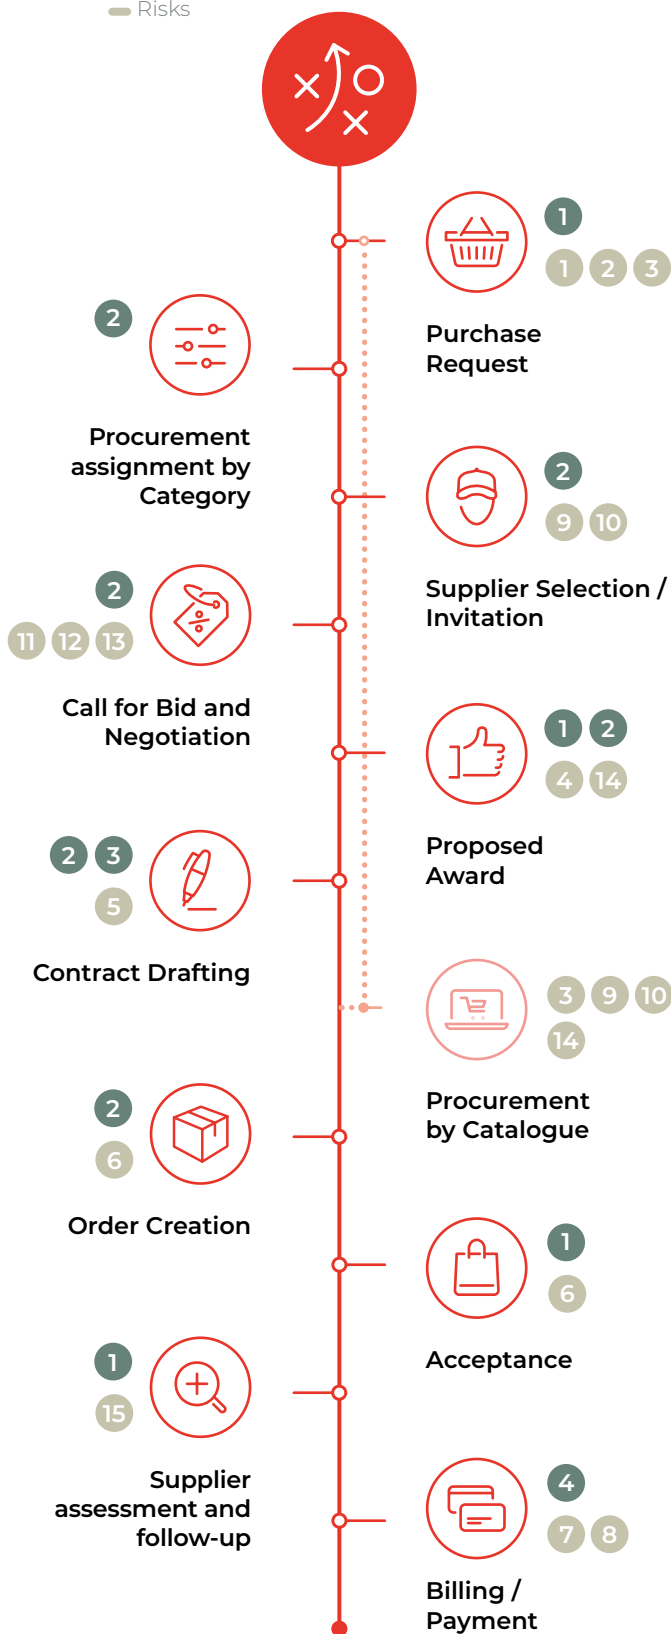 Risks
1
1 2 3
Purchase
Request
2
Procurement
assignment by
Category
2
9 10
Supplier Selection /
Invitation
2
11 12 13
Call for Bid and
Negotiation
1 2
4 14
Proposed
Award
2 3
5
Contract Drafting
3 9 10
14
Procurement
by Catalogue
2
6
Order Creation
1
6
Acceptance
1
15
Supplier
assessment and
follow-up
4
7 8
Billing /
Payment